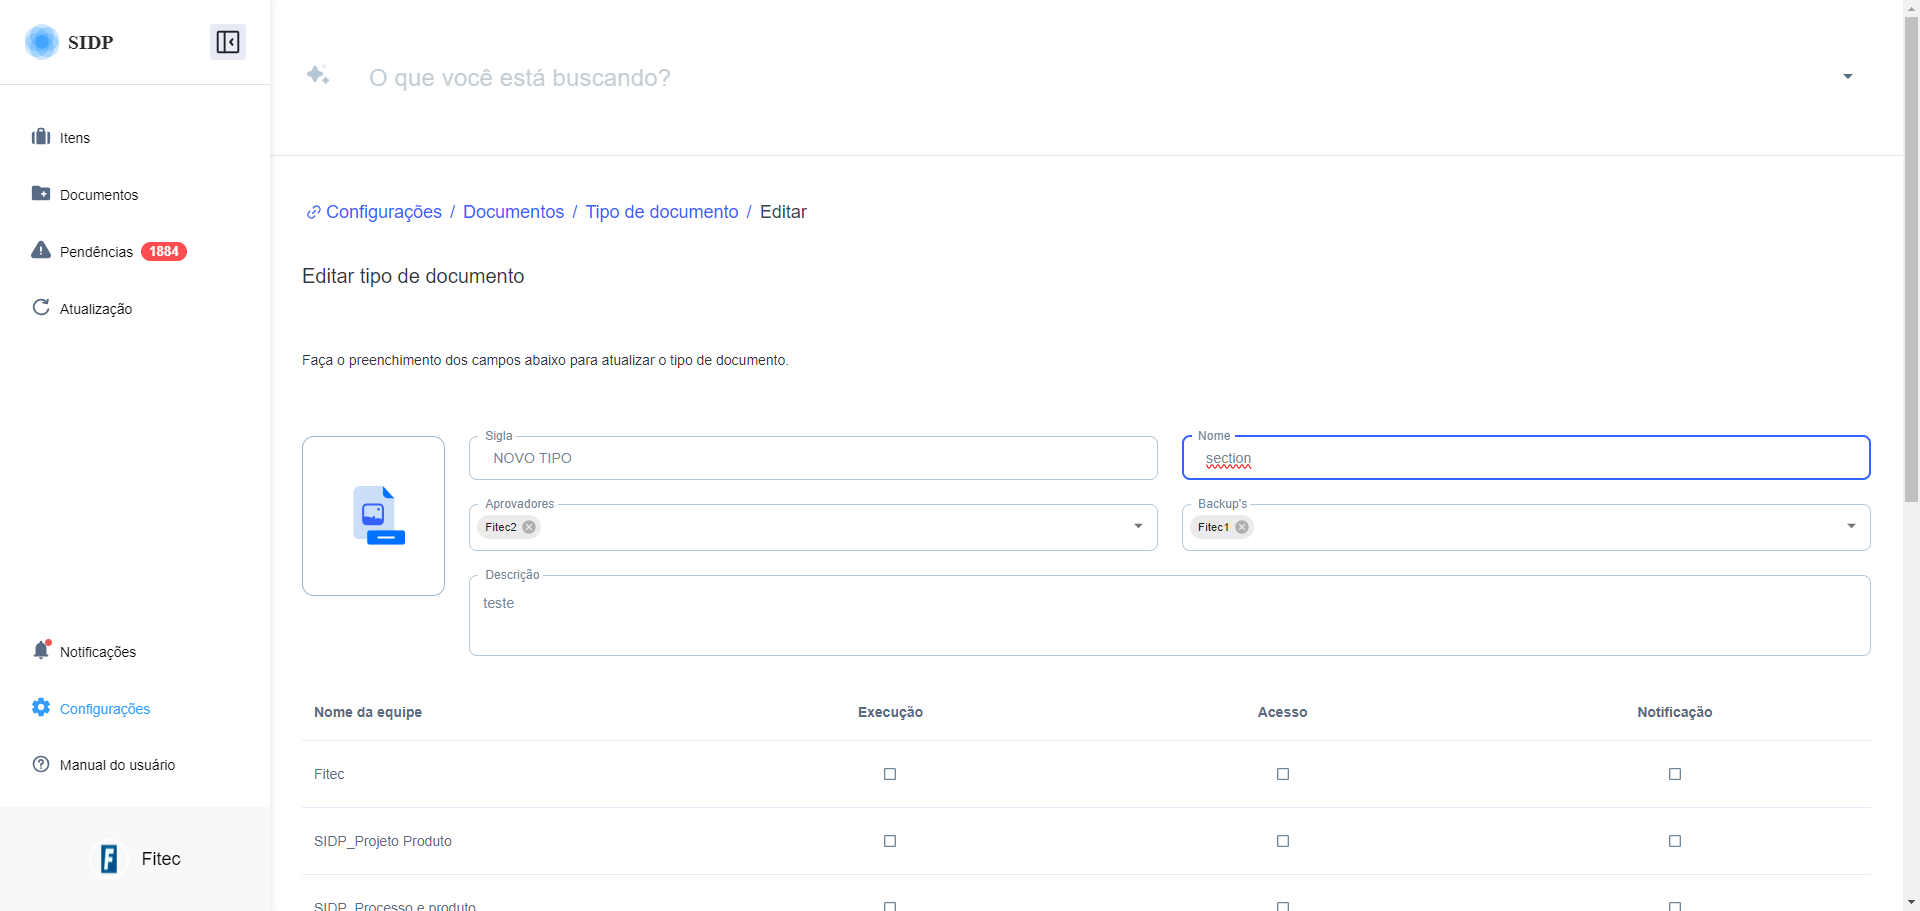 SIDP
O que você está buscando?
Itens
Documentos
Pendências 1884
Atualização
Configurações / Documentos / Tipo de documento / Editar
Editar tipo de documento
Faça o preenchimento dos campos abaixo para atualizar o tipo de documento.
Sigla
NOVO TIPO
Nome
section
Aprovadores
Fitec2
Backup's
Fitec1
Descrição
teste
Nome da equipe Execução Acesso Notificação
Fitec
SIDP_Projeto Produto
SIDP_Processo e produto
Notificações
Configurações
Manual do usuário
Fitec